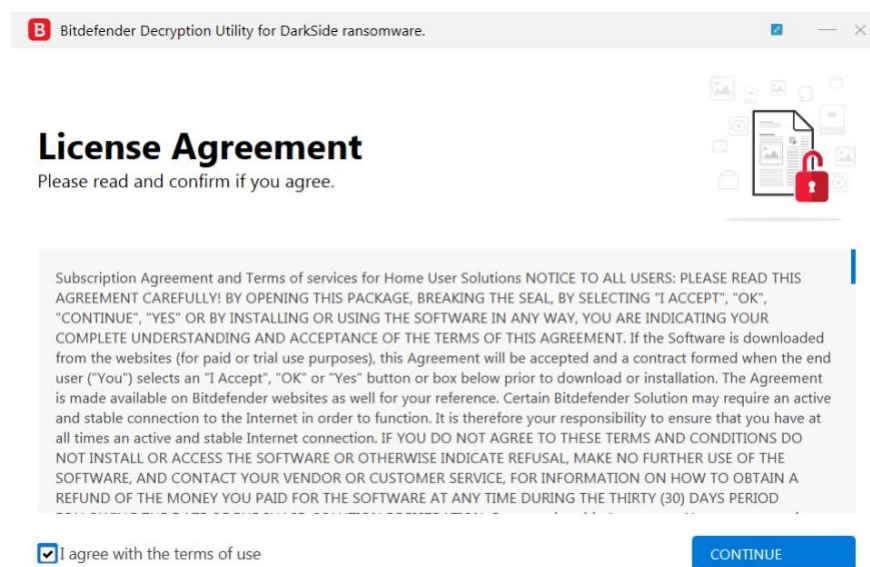 B Bitdefender Decryption Utility for DarkSide ransomware.
License Agreement
Please read and confirm if you agree.
Subscription Agreement and Terms of services for Home User Solutions NOTICE TO ALL USERS: PLEASE READ THIS
AGREEMENT CAREFULLY! BY OPENING THIS PACKAGE, BREAKING THE SEAL, BY SELECTING "I ACCEPT", "OK",
"CONTINUE", "YES" OR BY INSTALLING OR USING THE SOFTWARE IN ANY WAY, YOU ARE INDICATING YOUR
COMPLETE UNDERSTANDING AND ACCEPTANCE OF THE TERMS OF THIS AGREEMENT. If the Software is downloaded
from the websites (for paid or trial use purposes), this Agreement will be accepted and a contract formed when the end
user ("You") selects an "I Accept", "OK" or "Yes" button or box below prior to download or installation. The Agreement
is made available on Bitdefender websites as well for your reference. Certain Bitdefender Solution may require an active
and stable connection to the Internet in order to function. It is therefore your responsibility to ensure that you have at
all times an active and stable Internet connection. IF YOU DO NOT AGREE TO THESE TERMS AND CONDITIONS DO
NOT INSTALL OR ACCESS THE SOFTWARE OR OTHERWISE INDICATE REFUSAL, MAKE NO FURTHER USE OF THE
SOFTWARE, AND CONTACT YOUR VENDOR OR CUSTOMER SERVICE, FOR INFORMATION ON HOW TO OBTAIN A
REFUND OF THE MONEY YOU PAID FOR THE SOFTWARE AT ANY TIME DURING THE THIRTY (30) DAYS PERIOD
I agree with the terms of use
CONTINUE